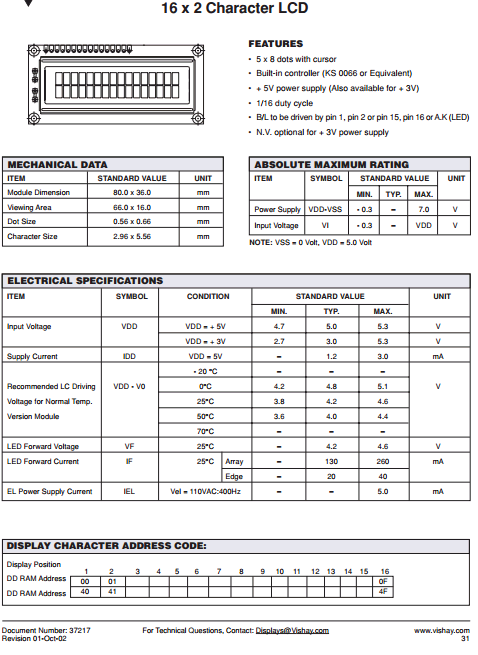 16 x 2 Character LCD
FEATURES
• 5 x 8 dots with cursor
• Built-in controller (KS 0066 or Equivalent)
• + 5V power supply (Also available for + 3V)
• 1/16 duty cycle
• B/L to be driven by pin 1, pin 2 or pin 15, pin 16 or A.K (LED)
• N.V. optional for + 3V power supply
MECHANICAL DATA
ITEM STANDARD VALUE UNIT
Module Dimension 80.0 x 36.0 mm
Viewing Area 66.0 x 16.0 mm
Dot Size 0.56 x 0.66 mm
Character Size 2.96 x 5.56 mm
ABSOLUTE MAXIMUM RATING
ITEM SYMBOL STANDARD VALUE UNIT
MIN. TYP. MAX.
Power Supply VDD-VSS - 0.3 – 7.0 V
Input Voltage VI - 0.3 – VDD V
NOTE: VSS = 0 Volt, VDD = 5.0 Volt
ELECTRICAL SPECIFICATIONS
ITEM SYMBOL CONDITION STANDARD VALUE UNIT
MIN. TYP. MAX.
Input Voltage VDD VDD = + 5V 4.7 5.0 5.3 V
VDD = + 3V 2.7 3.0 5.3 V
Supply Current IDD VDD = 5V – 1.2 3.0 mA
- 20 °C – – –
Recommended LC Driving VDD - V0 0°C 4.2 4.8 5.1 V
Voltage for Normal Temp. 25°C 3.8 4.2 4.6
Version Module 50°C 3.6 4.0 4.4
70°C – – –
LED Forward Voltage VF 25°C – 4.2 4.6 V
LED Forward Current IF 25°C Array – 130 260 mA
Edge – 20 40
EL Power Supply Current IEL Vel = 110VAC:400Hz – – 5.0 mA
DISPLAY CHARACTER ADDRESS CODE:
Display Position
1 2 3 4 5 6 7 8 9 10 11 12 13 14 15 16
DD RAM Address 00 01 0F
DD RAM Address 40 41 4F
Document Number: 37217 For Technical Questions, Contact: Displays@Vishay.com www.vishay.com
Revision 01-Oct-02 31